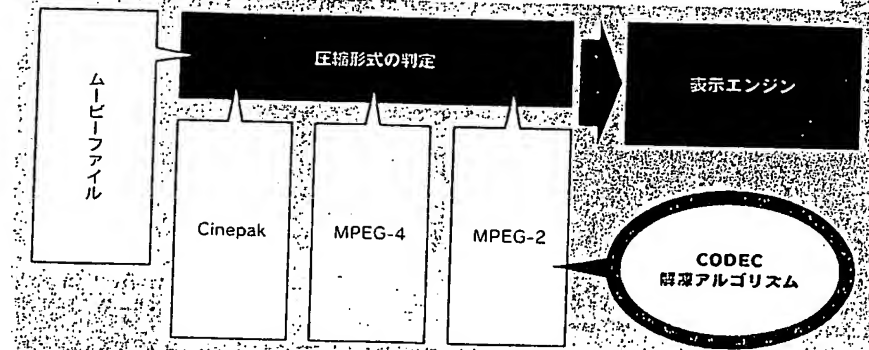 ムービーファイル
圧縮形式の判定
表示エンジン
Cinepak
MPEG-4
MPEG-2
CODEC
解凍アルゴリズム